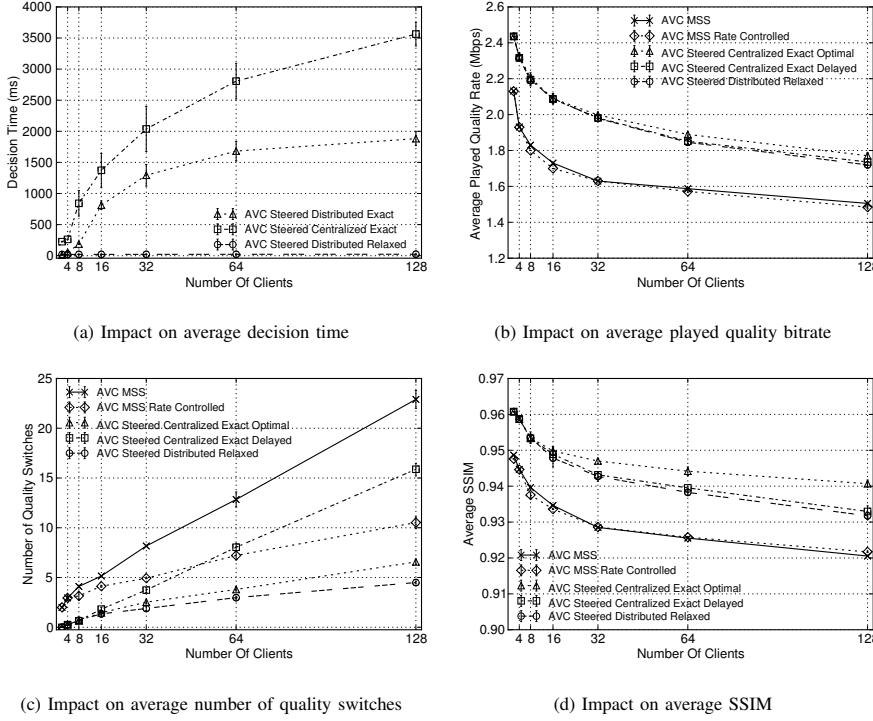 4000
3500
3000
2500
2000
1500
1000
500
0
Decision Time (ms)
AVC Steered Distributed Exact
AVC Steered Centralized Exact
AVC Steered Distributed Relaxed
4 8 16 32 64 128
Number Of Clients
(a) Impact on average decision time
2.6
2.4
2.2
2.0
1.8
1.6
1.4
1.2
Average Played Quality Rate (Mbps)
AVC MSS
AVC MSS Rate Controlled
AVC Steered Centralized Exact Optimal
AVC Steered Centralized Exact Delayed
AVC Steered Distributed Relaxed
4 8 16 32 64 128
Number Of Clients
(b) Impact on average played quality bitrate
25
20
15
10
5
0
Number of Quality Switches
AVC MSS
AVC MSS Rate Controlled
AVC Steered Centralized Exact Optimal
AVC Steered Centralized Exact Delayed
AVC Steered Distributed Relaxed
4 8 16 32 64 128
Number Of Clients
(c) Impact on average number of quality switches
0.97
0.96
0.95
0.94
0.93
0.92
0.91
0.90
Average SSIM
AVC MSS
AVC MSS Rate Controlled
AVC Steered Centralized Exact Optimal
AVC Steered Centralized Exact Delayed
AVC Steered Distributed Relaxed
4 8 16 32 64 128
Number Of Clients
(d) Impact on average SSIM